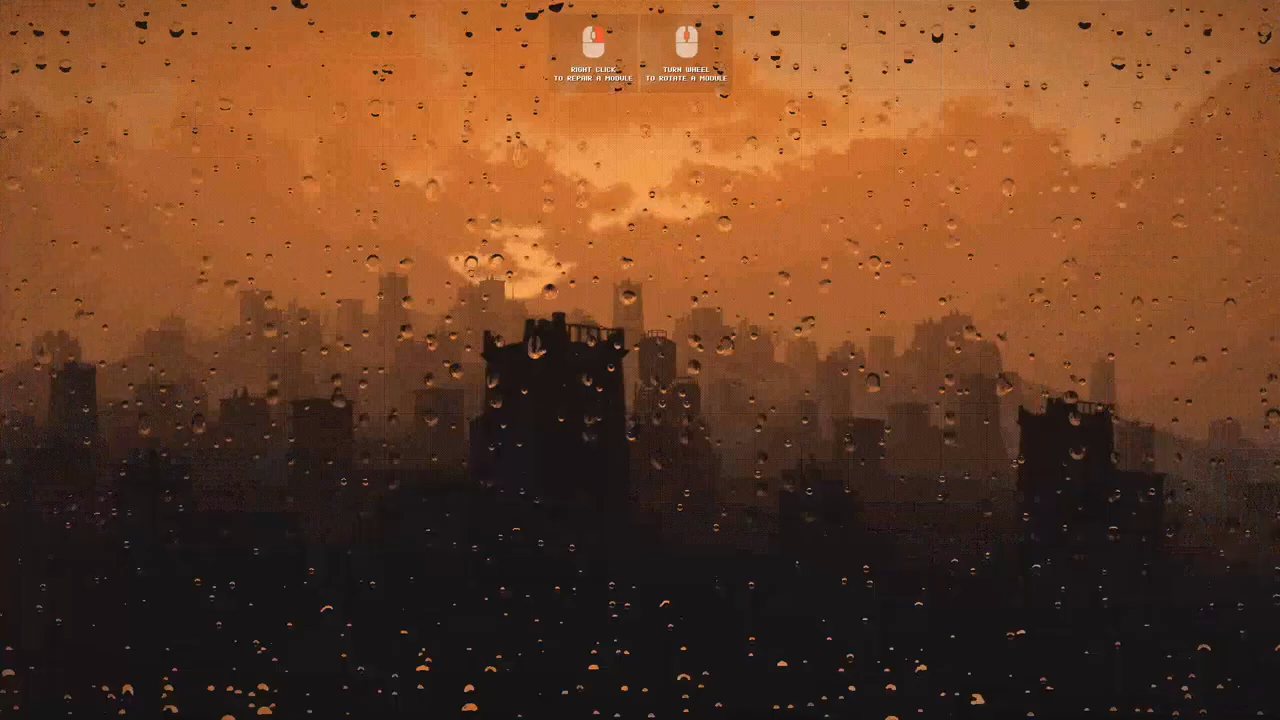 RIGHT CLICK
TO REPAIR A MODULE
TURN WHEEL
TO ROTATE A MODULE